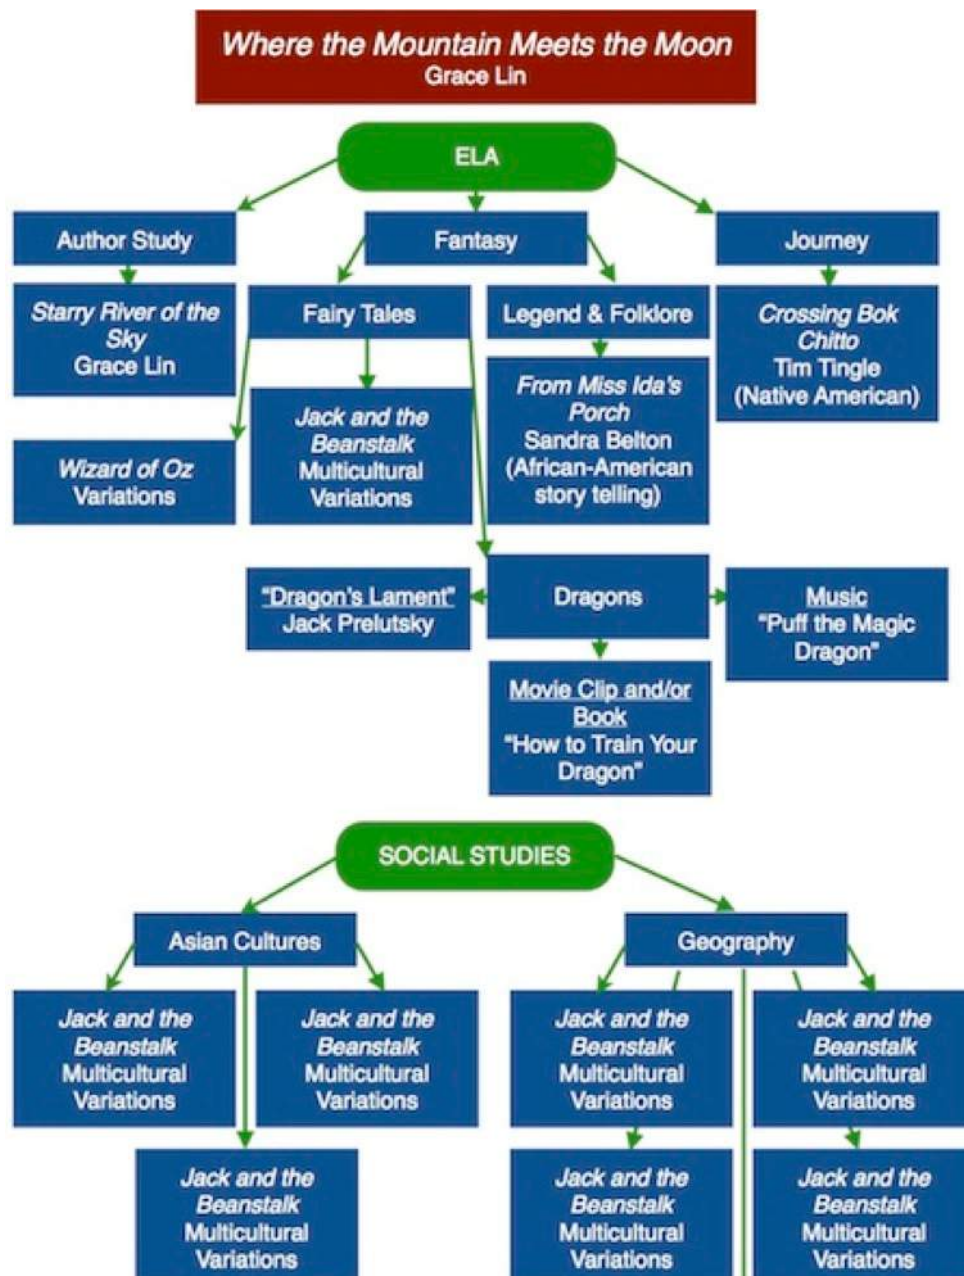 Where the Mountain Meets the Moon
Grace Lin
ELA
Author Study
Fantasy
Journey
Starry River of the
Sky
Grace Lin
Fairy Tales
Legend & Folklore
Crossing Bok
Chitto
Tim Tingle
(Native American)
Wizard of Oz
Variations
Jack and the
Beanstalk
Multicultural
Variations
From Miss Ida's
Porch
Sandra Belton
(African-American
story telling)
"Dragon's Lament"
Jack Prelutsky
Dragons
Music
"Puff the Magic
Dragon"
Movie Clip and/or
Book
"How to Train Your
Dragon"
SOCIAL STUDIES
Asian Cultures
Geography
Jack and the
Beanstalk
Multicultural
Variations
Jack and the
Beanstalk
Multicultural
Variations
Jack and the
Beanstalk
Multicultural
Variations
Jack and the
Beanstalk
Multicultural
Variations
Jack and the
Beanstalk
Multicultural
Variations
Jack and the
Beanstalk
Multicultural
Variations
Jack and the
Beanstalk
Multicultural
Variations